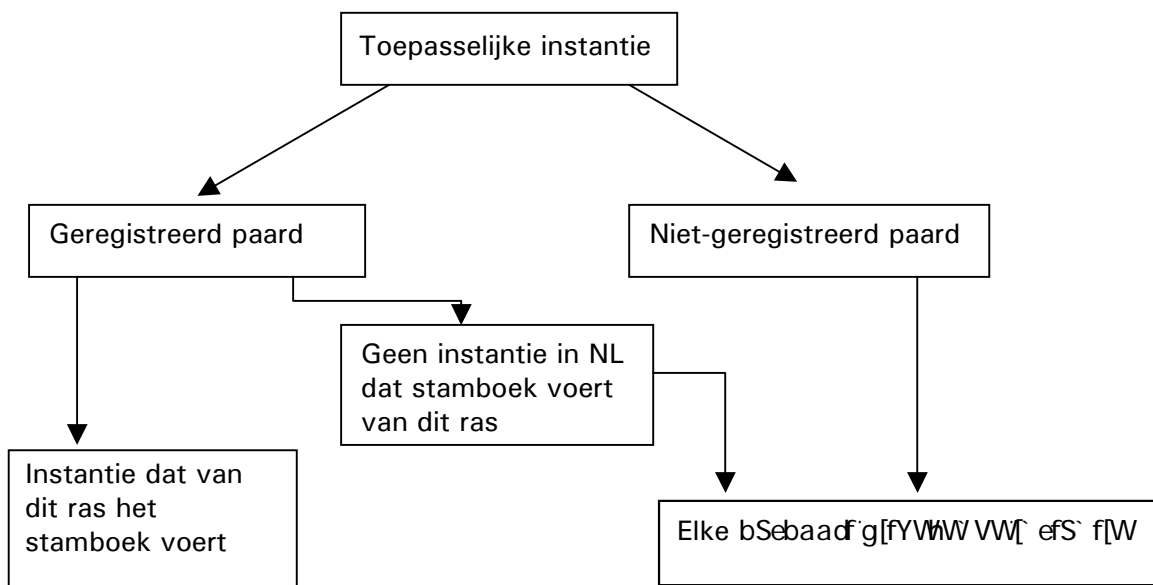 Toepasselijke instantie
Geregistreerd paard
Niet-geregistreerd paard
Geen instantie in NL
dat stamboek voert
van dit ras
Instantie dat van
dit ras het
stamboek voert
Elke